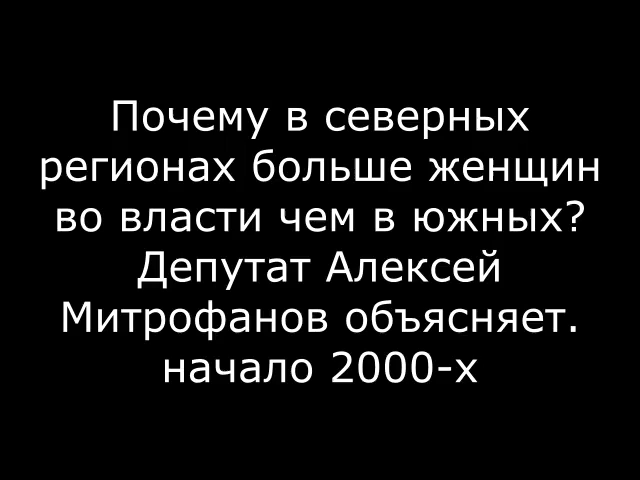 Почему в северных
регионах больше женщин
во власти чем в южных?
Депутат Алексей
Митрофанов объясняет.
начало 2000-х